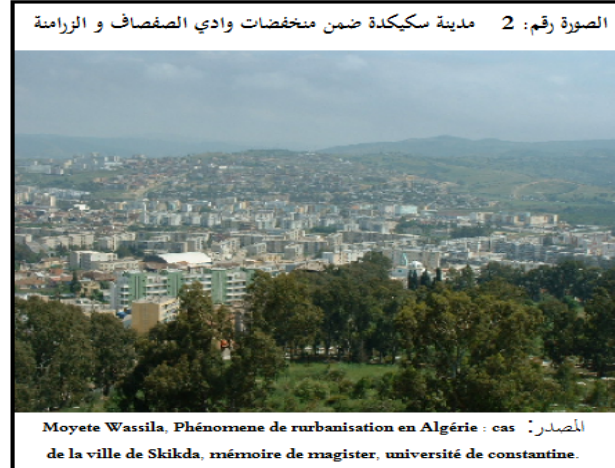 الصورة رقم: 2 مدينة سكيكدة ضمن منخفضات وادي الصفصاف و الزرامنة
المصدر: Moyete Wassila, Phénomene de rurbanisation en Algérie : cas
de la ville de Skikda, mémoire de magister, université de constantine.